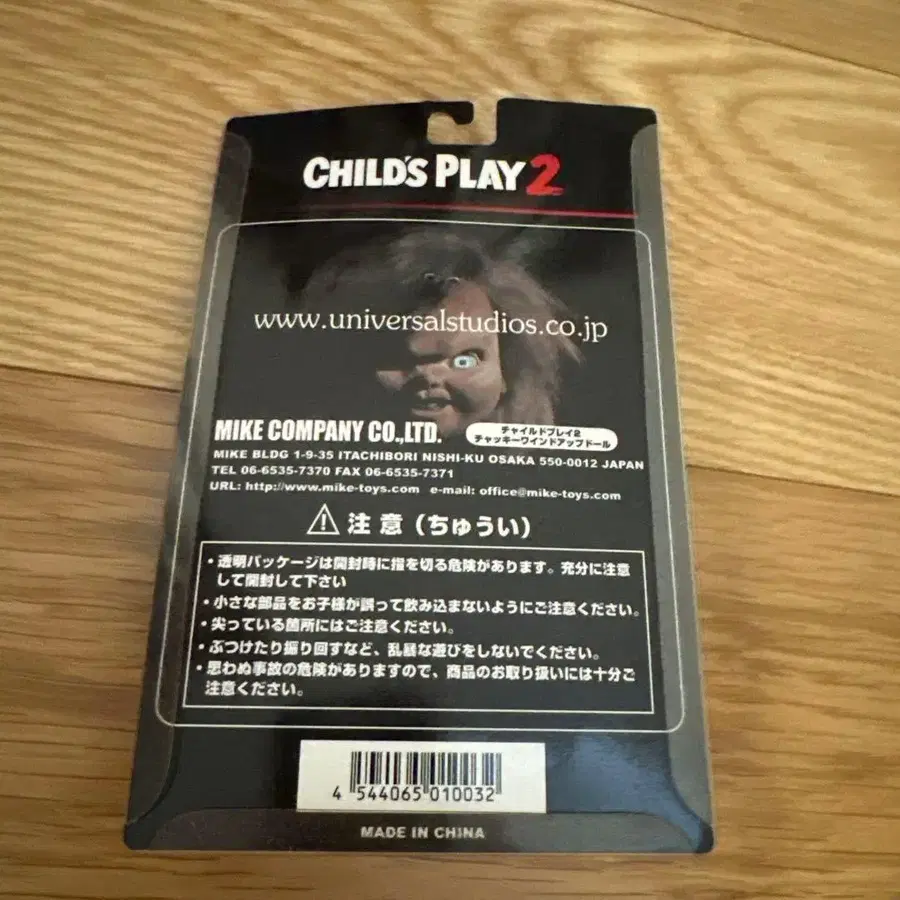 CHILD'S PLAY 2
www.universalstudios.co.jp
MIKE COMPANY CO.,LTD.
チャイルドプレイ2
チャッキーワインドアップドール
MIKE BLDG 1-9-35 ITACHIBORI NISHI-KU OSAKA 550-0012 JAPAN
TEL 06-6535-7370 FAX 06-6535-7371
URL: http://www.mike-toys.com e-mail: office@mike-toys.com
注意（ちゅうい）
・透明パッケージは開封時に指を切る危険があります。充分に注意
して開封して下さい
・小さな部品をお子様が誤って飲み込まないようにご注意ください。
・尖っている箇所にはご注意ください。
・ぶつけたり振り回すなど、乱暴な遊びをしないでください。
・思わぬ事故の危険がありますので、商品のお取り扱いには十分ご
注意ください。
4 544065 010032
MADE IN CHINA